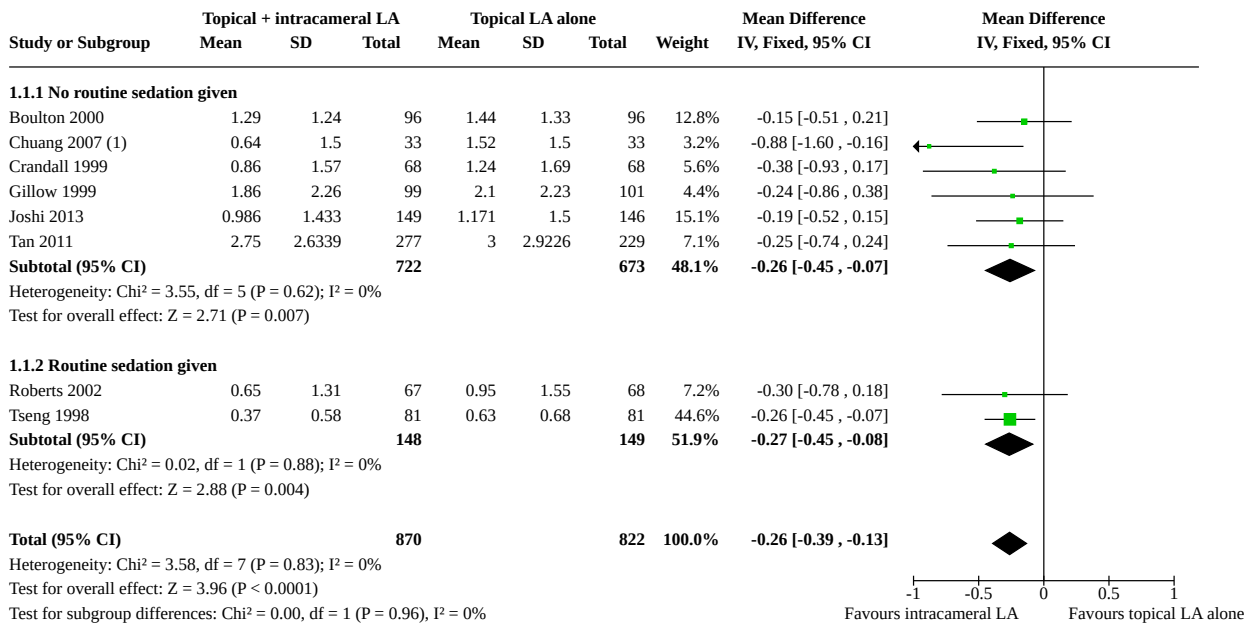 Topical + intracameral LA Topical LA alone Mean Difference Mean Difference
Study or Subgroup Mean SD Total Mean SD Total Weight IV, Fixed, 95% CI IV, Fixed, 95% CI
1.1.1 No routine sedation given
Boulton 2000 1.29 1.24 96 1.44 1.33 96 12.8% -0.15 [-0.51 , 0.21]
Chuang 2007 (1) 0.64 1.5 33 1.52 1.5 33 3.2% -0.88 [-1.60 , -0.16]
Crandall 1999 0.86 1.57 68 1.24 1.69 68 5.6% -0.38 [-0.93 , 0.17]
Gillow 1999 1.86 2.26 99 2.1 2.23 101 4.4% -0.24 [-0.86 , 0.38]
Joshi 2013 0.986 1.433 149 1.171 1.5 146 15.1% -0.19 [-0.52 , 0.15]
Tan 2011 2.75 2.6339 277 3 2.9226 229 7.1% -0.25 [-0.74 , 0.24]
Subtotal (95% CI) 722 673 48.1% -0.26 [-0.45 , -0.07]
Heterogeneity: Chi² = 3.55, df = 5 (P = 0.62); I² = 0%
Test for overall effect: Z = 2.71 (P = 0.007)
1.1.2 Routine sedation given
Roberts 2002 0.65 1.31 67 0.95 1.55 68 7.2% -0.30 [-0.78 , 0.18]
Tseng 1998 0.37 0.58 81 0.63 0.68 81 44.6% -0.26 [-0.45 , -0.07]
Subtotal (95% CI) 148 149 51.9% -0.27 [-0.45 , -0.08]
Heterogeneity: Chi² = 0.02, df = 1 (P = 0.88); I² = 0%
Test for overall effect: Z = 2.88 (P = 0.004)
Total (95% CI) 870 822 100.0% -0.26 [-0.39 , -0.13]
Heterogeneity: Chi² = 3.58, df = 7 (P = 0.83); I² = 0%
Test for overall effect: Z = 3.96 (P < 0.0001)
-1 -0.5 0 0.5 1
Test for subgroup differences: Chi² = 0.00, df = 1 (P = 0.96), I² = 0%
Favours intracameral LA Favours topical LA alone